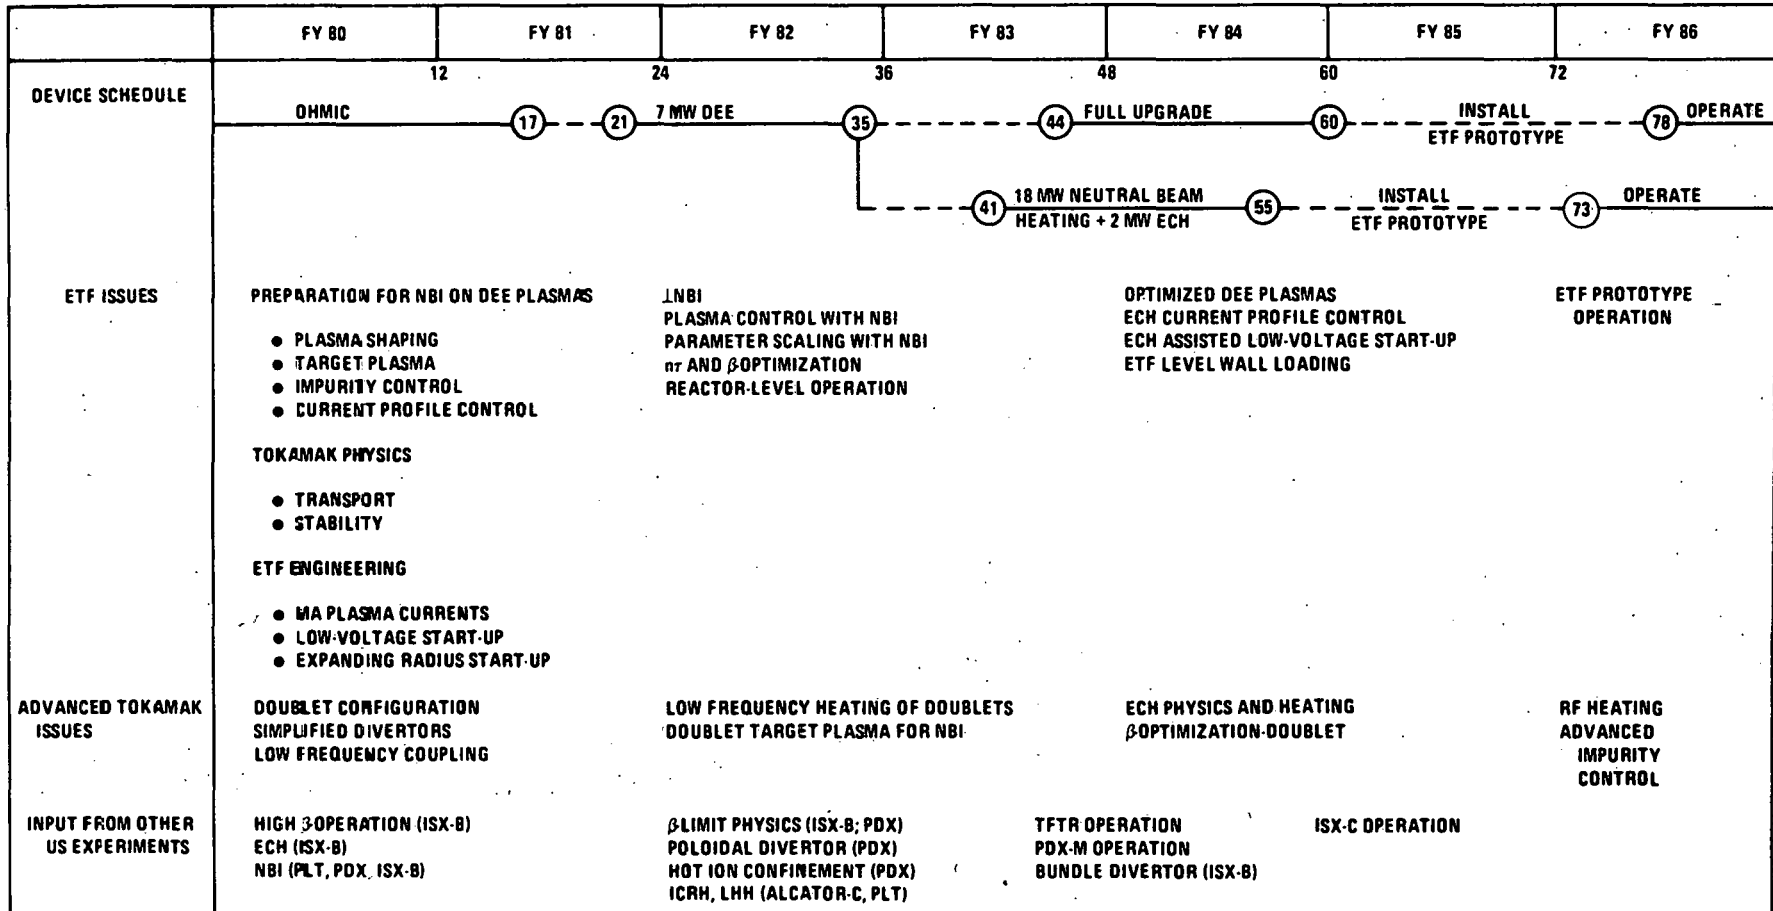 FY 80 FY 81 FY 82 FY 83 FY 84 FY 85 FY 86
12 24 36 48 60 72
DEVICE SCHEDULE
OHMIC 17 21 7 MW DEE 35 44 FULL UPGRADE 60 INSTALL 78 OPERATE
ETF PROTOTYPE
41 18 MW NEUTRAL BEAM 55 INSTALL 73 OPERATE
HEATING + 2 MW ECH ETF PROTOTYPE
ETF ISSUES
PREPARATION FOR NBI ON DEE PLASMAS
● PLASMA SHAPING
● TARGET PLASMA
● IMPURITY CONTROL
● CURRENT PROFILE CONTROL
TOKAMAK PHYSICS
● TRANSPORT
● STABILITY
ETF ENGINEERING
● MA PLASMA CURRENTS
● LOW-VOLTAGE START-UP
● EXPANDING RADIUS START-UP
⊥NBI
PLASMA CONTROL WITH NBI
PARAMETER SCALING WITH NBI
nτ AND β-OPTIMIZATION
REACTOR-LEVEL OPERATION
OPTIMIZED DEE PLASMAS
ECH CURRENT PROFILE CONTROL
ECH ASSISTED LOW-VOLTAGE START-UP
ETF LEVEL WALL LOADING
ETF PROTOTYPE
OPERATION
ADVANCED TOKAMAK
ISSUES
DOUBLET CONFIGURATION
SIMPLIFIED DIVERTORS
LOW FREQUENCY COUPLING
LOW FREQUENCY HEATING OF DOUBLETS
DOUBLET TARGET PLASMA FOR NBI
ECH PHYSICS AND HEATING
β-OPTIMIZATION-DOUBLET
RF HEATING
ADVANCED
IMPURITY
CONTROL
INPUT FROM OTHER
US EXPERIMENTS
HIGH β-OPERATION (ISX-B)
ECH (ISX-B)
NBI (PLT, PDX, ISX-B)
β-LIMIT PHYSICS (ISX-B; PDX)
POLOIDAL DIVERTOR (PDX)
HOT ION CONFINEMENT (PDX)
ICRH, LHH (ALCATOR-C, PLT)
TFTR OPERATION
PDX-M OPERATION
BUNDLE DIVERTOR (ISX-B)
ISX-C OPERATION